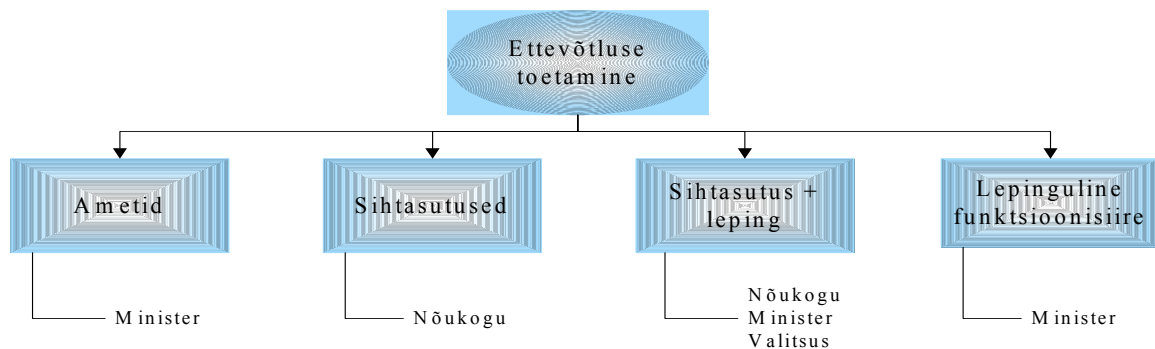 Ettevõtluse
toetamine
Ametid
Sihtasutused
Sihtasutus +
leping
Lepinguline
funktsioonisiire
Minister
Nõukogu
Nõukogu
Minister
Valitsus
Minister